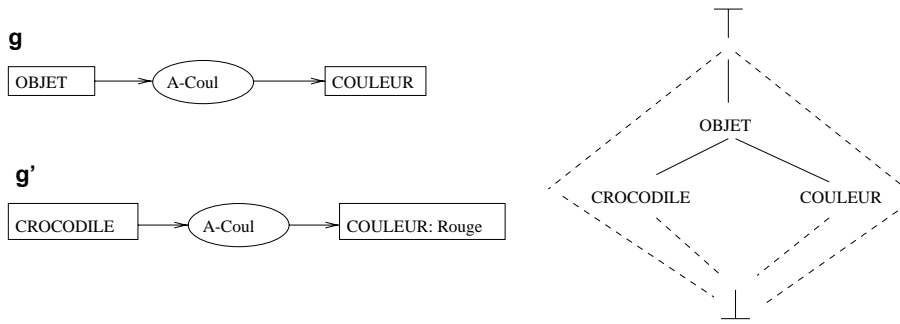 g
OBJET A-Coul COULEUR
g’
CROCODILE A-Coul COULEUR: Rouge
OBJET
CROCODILE COULEUR